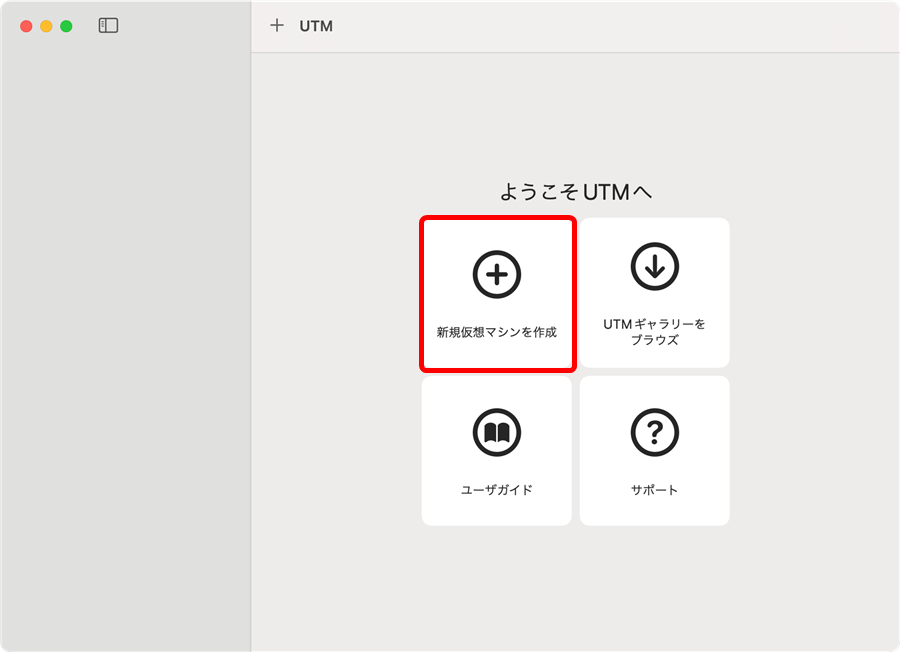 UTM
ようこそUTMへ
新規仮想マシンを作成
UTMギャラリーを
ブラウズ
ユーザガイド
サポート